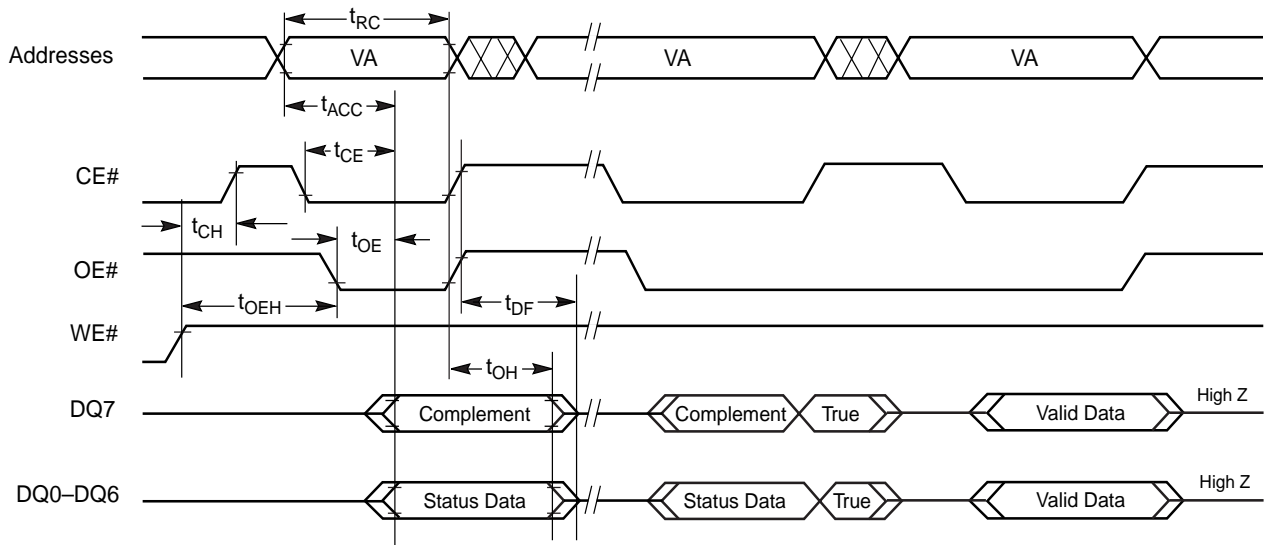 tRC
Addresses VA VA VA
tACC
tCE
CE#
tCH
tOE
OE#
tOEH tDF
WE#
tOH
DQ7 Complement Complement True Valid Data High Z
DQ0–DQ6 Status Data Status Data True Valid Data High Z